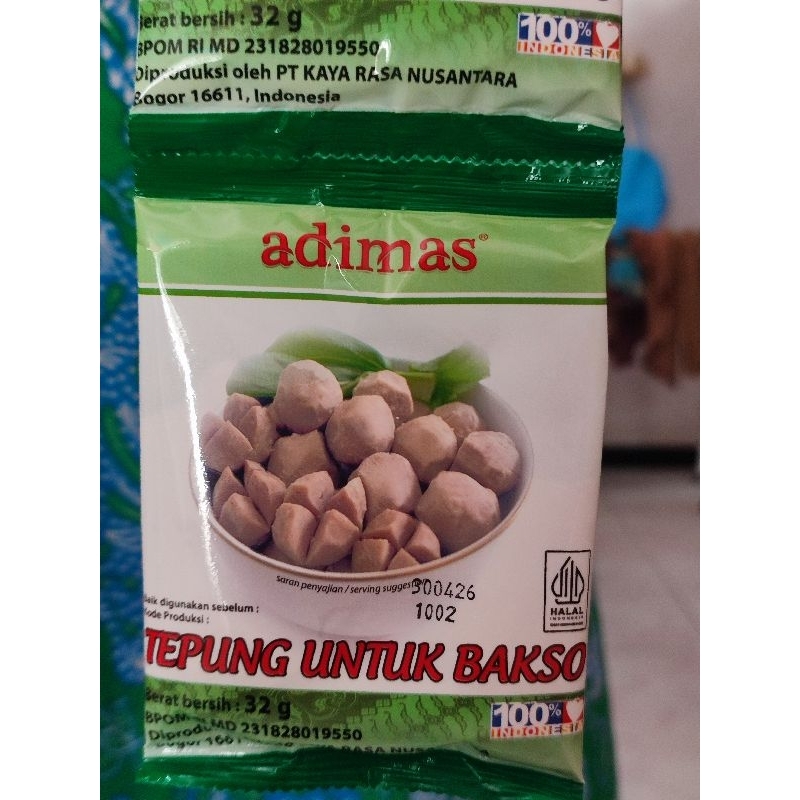 Berat bersih : 32 g
BPOM RI MD 231828019550
Diproduksi oleh PT KAYA RASA NUSANTARA
Bogor 16611, Indonesia
100%
INDONESIA
adimas®
saran penyajian / serving
300426
1002
Baik digunakan sebelum :
Kode Produksi :
HALAL
INDONESIA
TEPUNG UNTUK BAKSO
Berat bersih : 32 g
BPOM RI MD 231828019550
100%
INDONESIA